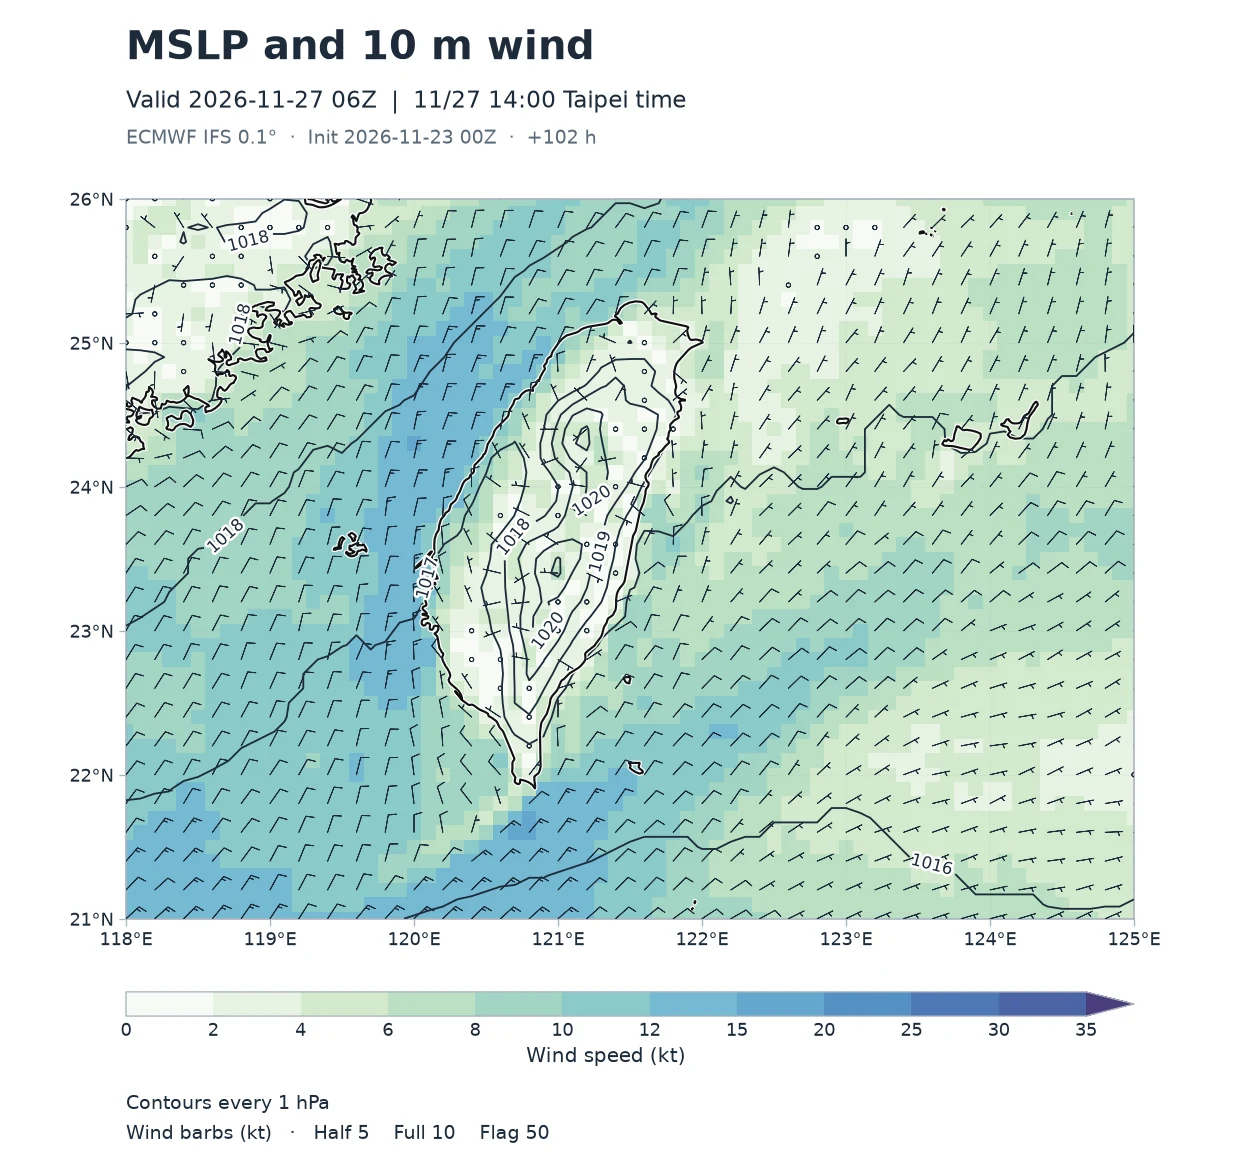 MSLP and 10 m wind
Valid 2026-11-27 06Z | 11/27 14:00 Taipei time
ECMWF IFS 0.1° · Init 2026-11-23 00Z · +102 h
26°N
25°N
24°N
23°N
22°N
21°N
1018
1018
1018
1017
1018
1020
1019
1020
1016
118°E 119°E 120°E 121°E 122°E 123°E 124°E 125°E
0 2 4 6 8 10 12 15 20 25 30 35
Wind speed (kt)
Contours every 1 hPa
Wind barbs (kt) · Half 5 Full 10 Flag 50